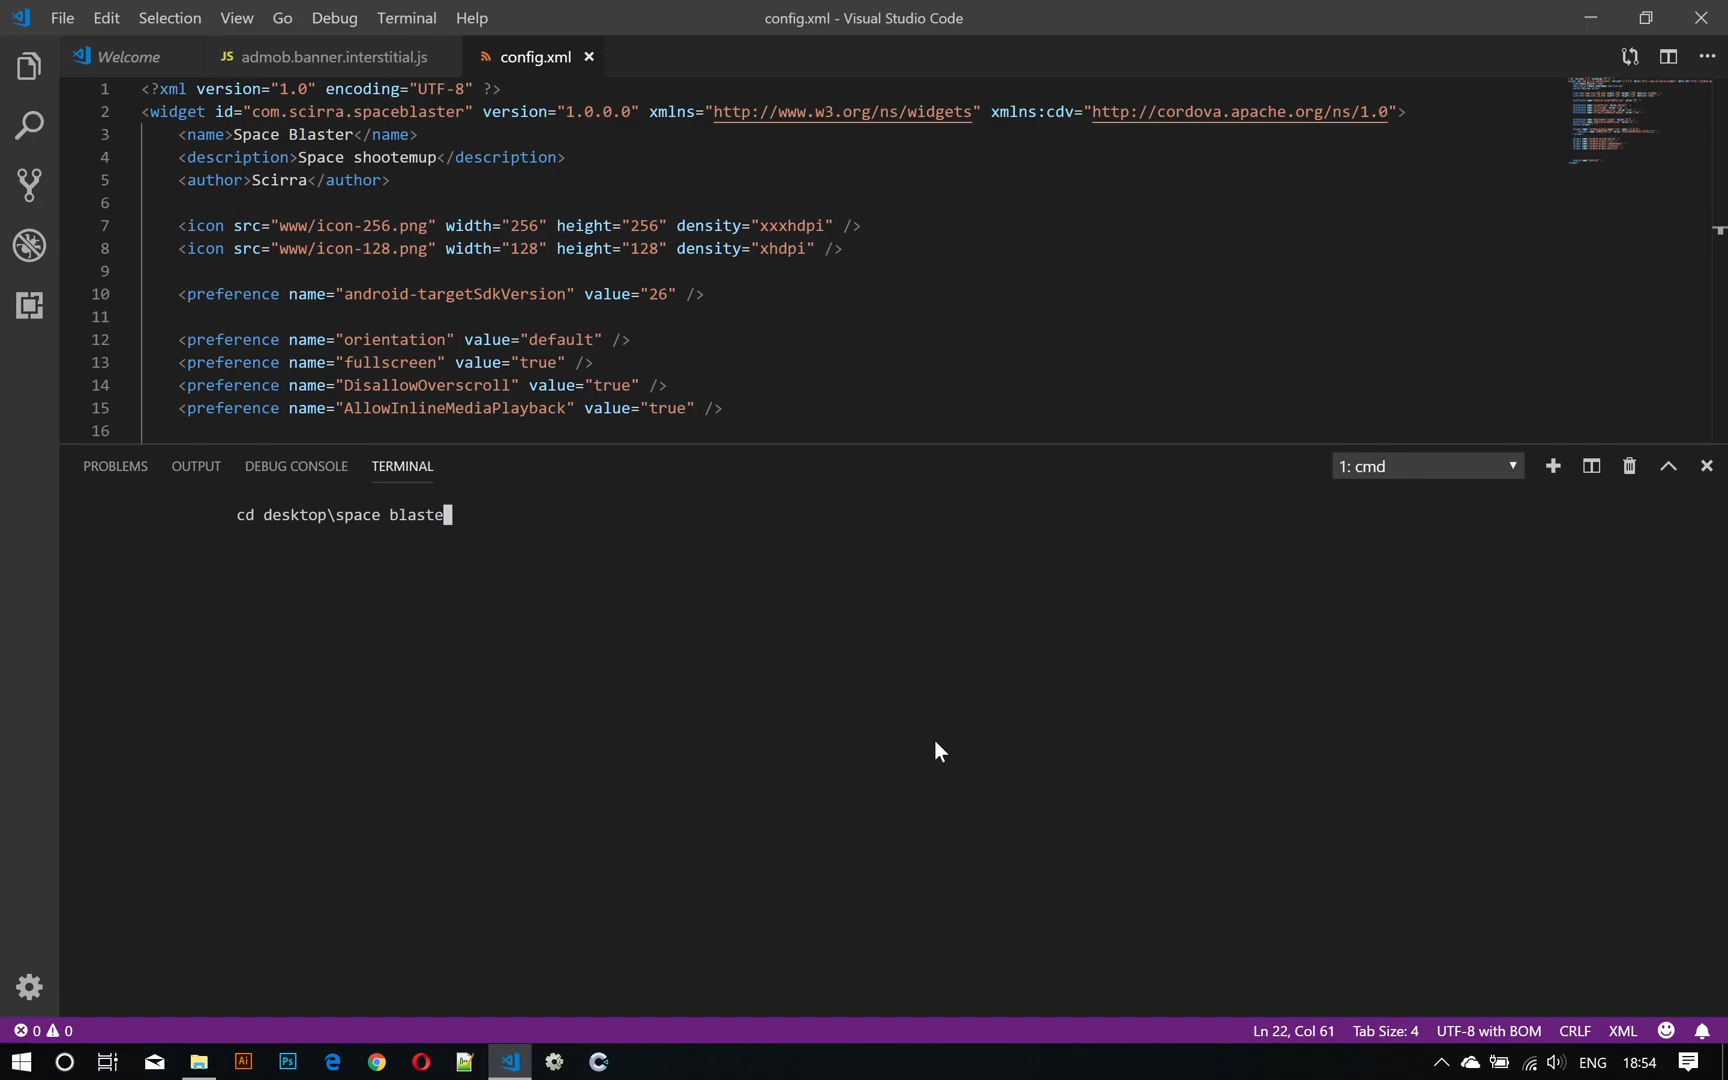 File Edit Selection View Go Debug Terminal Help config.xml - Visual Studio Code
Welcome JS admob.banner.interstitial.js config.xml
1 <?xml version="1.0" encoding="UTF-8" ?>
2 <widget id="com.scirra.spaceblaster" version="1.0.0.0" xmlns="http://www.w3.org/ns/widgets" xmlns:cdv="http://cordova.apache.org/ns/1.0">
3 <name>Space Blaster</name>
4 <description>Space shootemup</description>
5 <author>Scirra</author>
6
7 <icon src="www/icon-256.png" width="256" height="256" density="xxxhdpi" />
8 <icon src="www/icon-128.png" width="128" height="128" density="xhdpi" />
9
10 <preference name="android-targetSdkVersion" value="26" />
11
12 <preference name="orientation" value="default" />
13 <preference name="fullscreen" value="true" />
14 <preference name="DisallowOverscroll" value="true" />
15 <preference name="AllowInlineMediaPlayback" value="true" />
16
PROBLEMS OUTPUT DEBUG CONSOLE TERMINAL 1: cmd
cd desktop\space blaste
0 0 Ln 22, Col 61 Tab Size: 4 UTF-8 with BOM CRLF XML
Ai Ps ENG 18:54